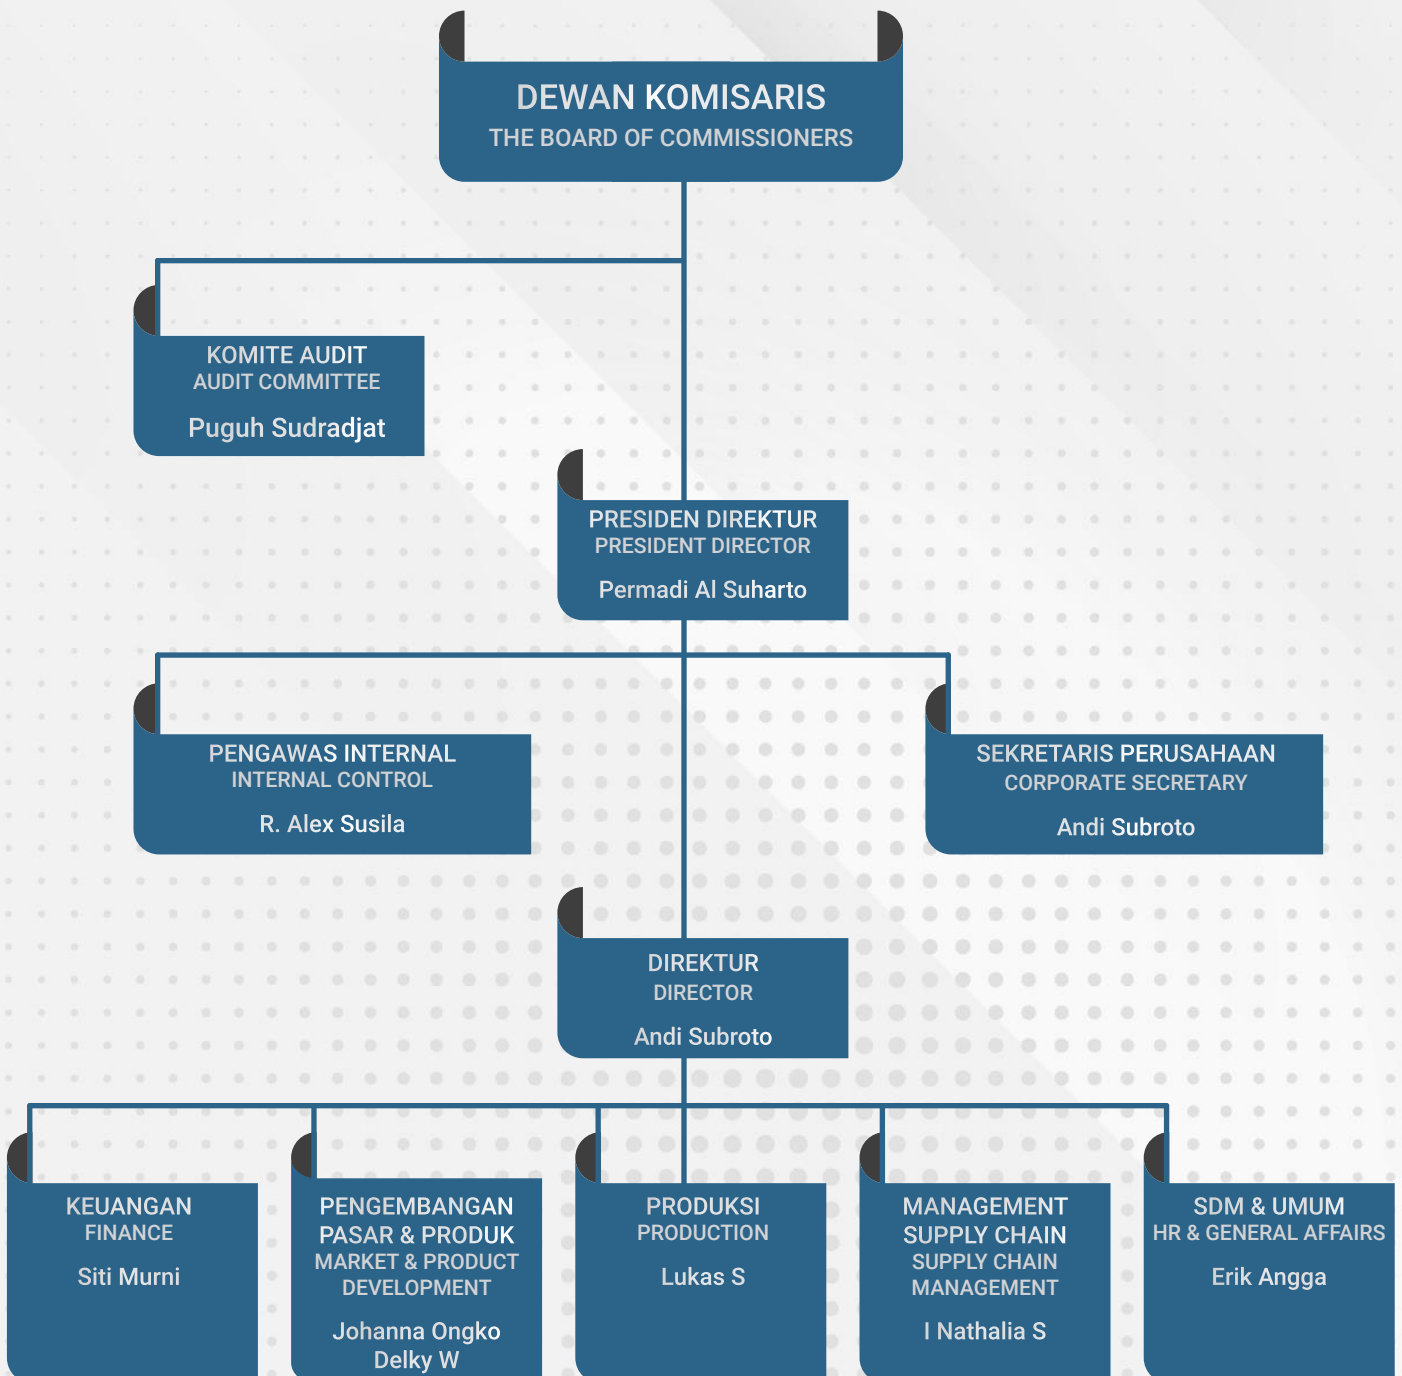 DEWAN KOMISARIS
THE BOARD OF COMMISSIONERS
KOMITE AUDIT
AUDIT COMMITTEE
Puguh Sudradjat
PRESIDEN DIREKTUR
PRESIDENT DIRECTOR
Permadi Al Suharto
PENGAWAS INTERNAL
INTERNAL CONTROL
R. Alex Susila
SEKRETARIS PERUSAHAAN
CORPORATE SECRETARY
Andi Subroto
DIREKTUR
DIRECTOR
Andi Subroto
KEUANGAN
FINANCE
Siti Murni
PENGEMBANGAN
PASAR & PRODUK
MARKET & PRODUCT
DEVELOPMENT
Johanna Ongko
Delky W
PRODUKSI
PRODUCTION
Lukas S
MANAGEMENT
SUPPLY CHAIN
SUPPLY CHAIN
MANAGEMENT
I Nathalia S
SDM & UMUM
HR & GENERAL AFFAIRS
Erik Angga